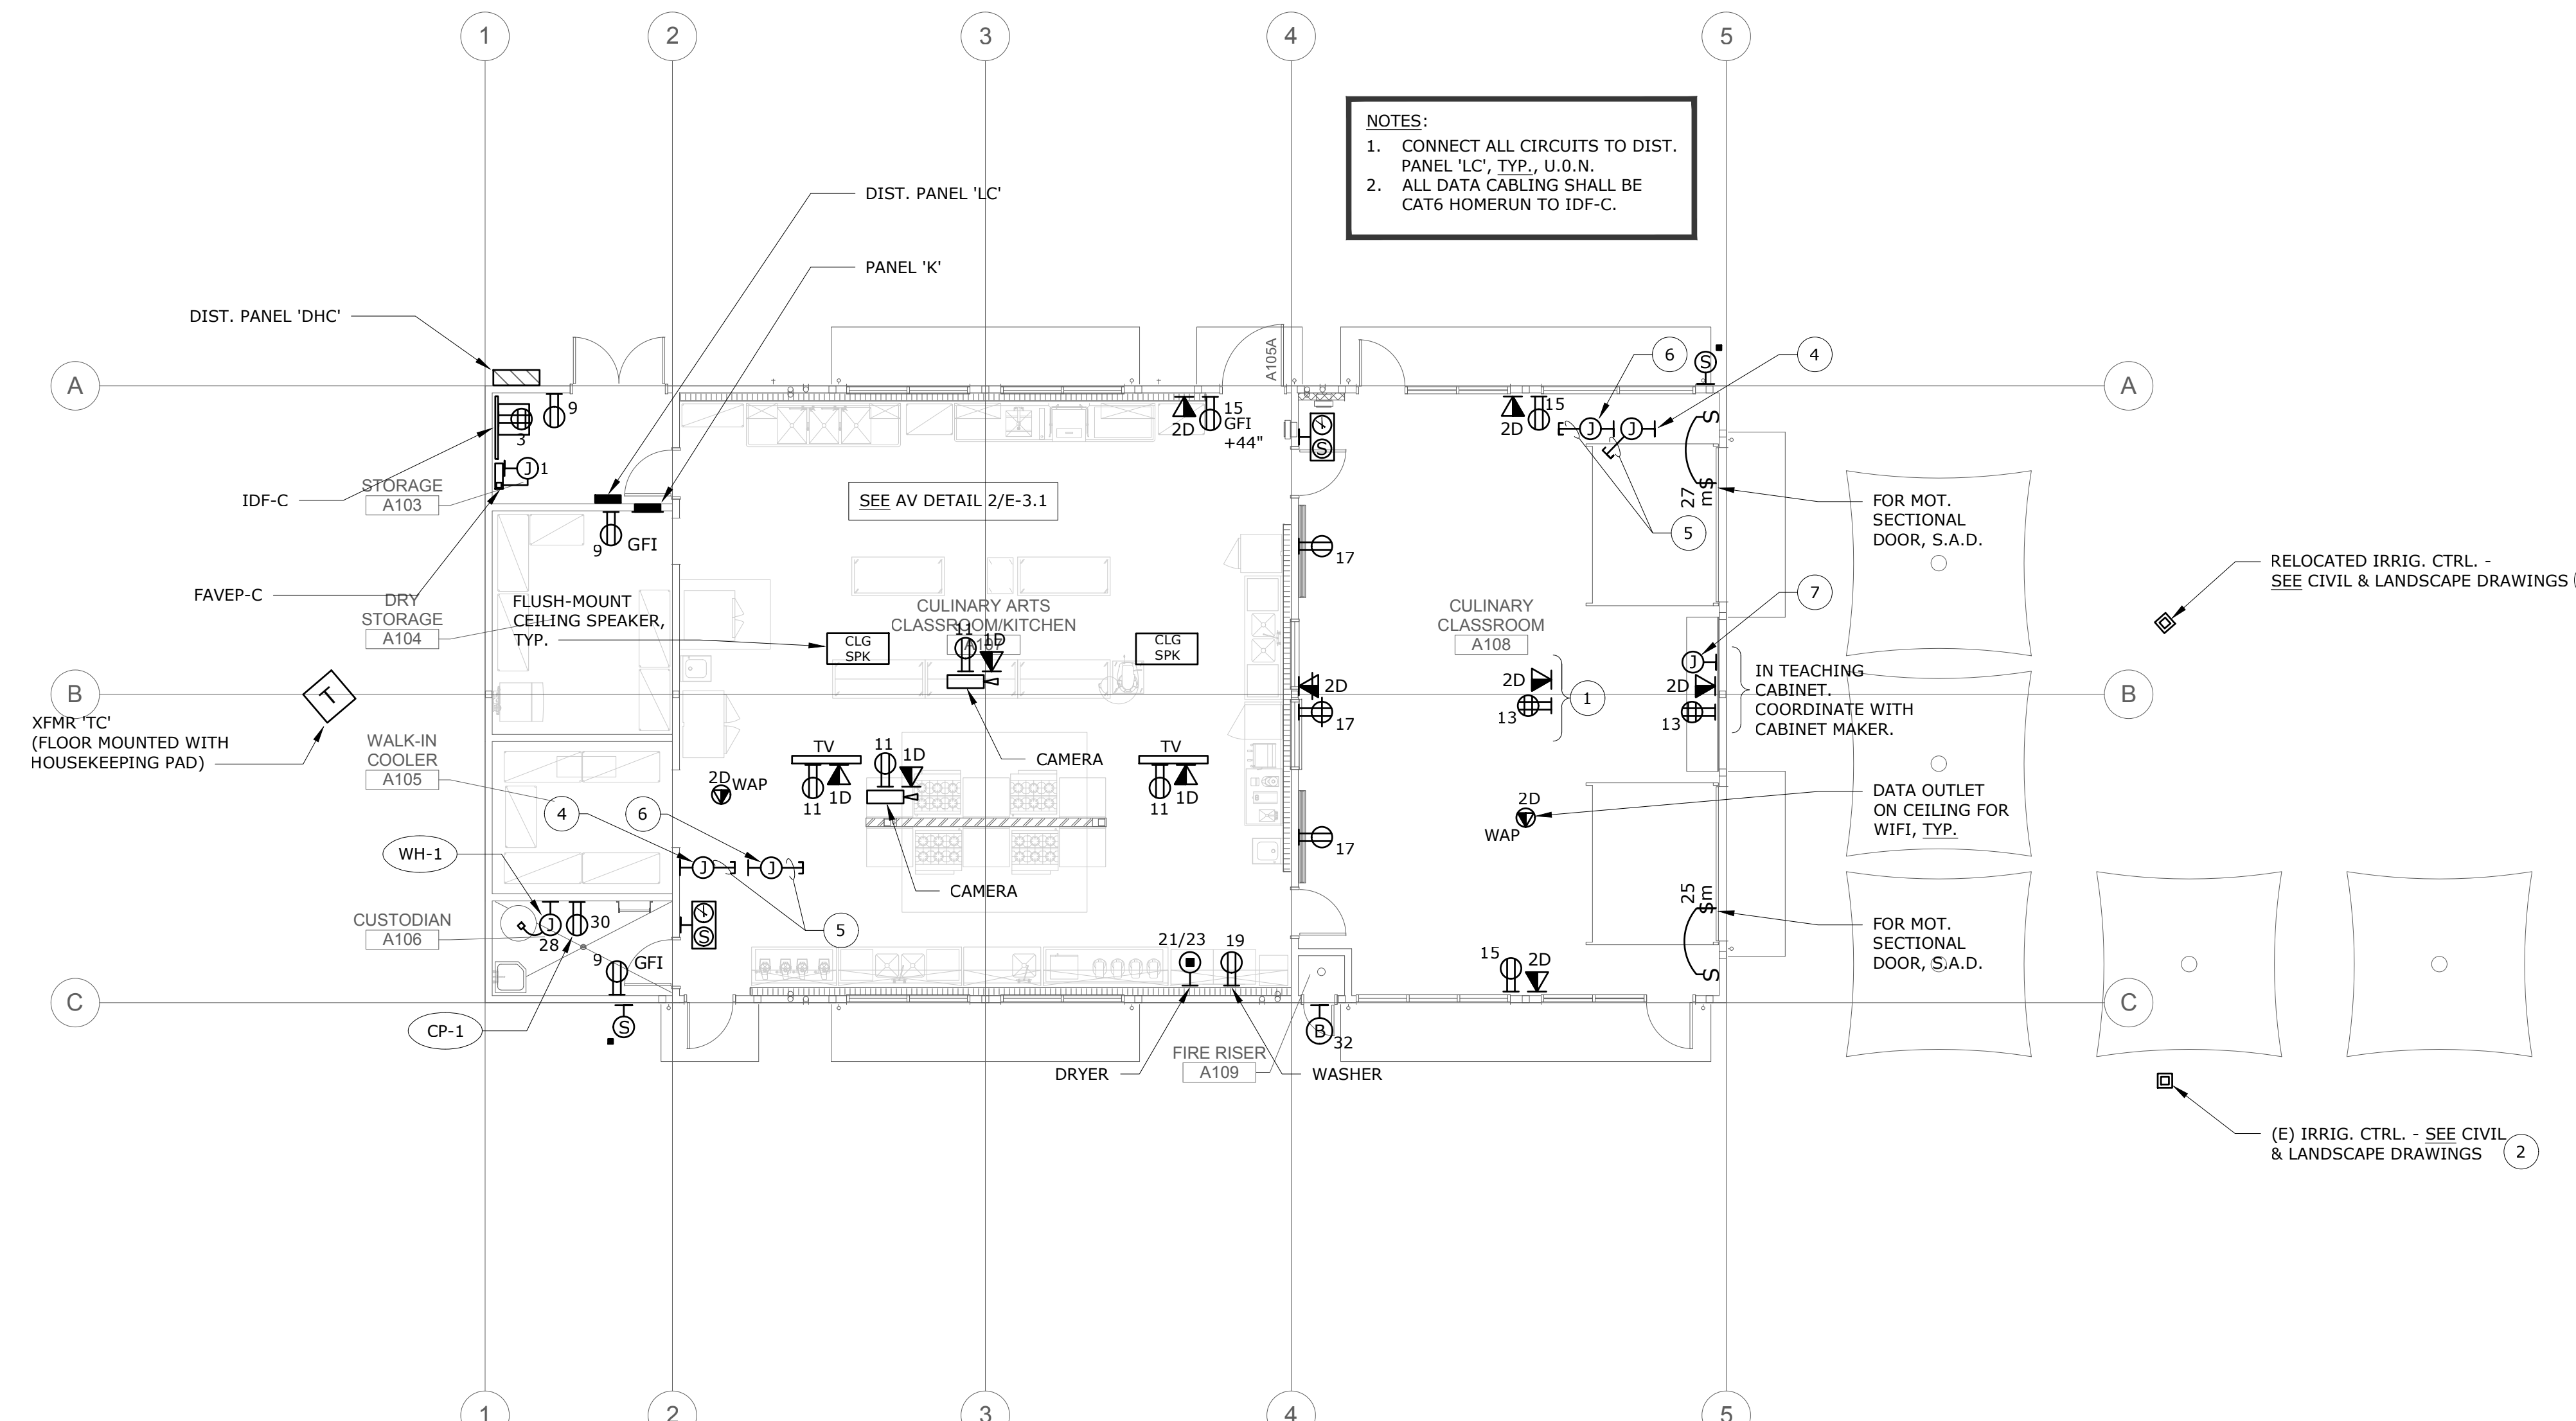 1
2
3
4
5
NOTES:
1. CONNECT ALL CIRCUITS TO DIST.
PANEL 'LC', TYP., U.0.N.
2. ALL DATA CABLING SHALL BE
CAT6 HOMERUN TO IDF-C.
DIST. PANEL 'LC'
PANEL 'K'
DIST. PANEL 'DHC'
A105A
S
6
4
A
A
9
3
15
GFI
+44"
2D
S
15
2D
J
J
S
J 1
STORAGE
A103
IDF-C
SEE AV DETAIL 2/E-3.1
27
m$
FOR MOT.
SECTIONAL
DOOR, S.A.D.
5
9
GFI
17
RELOCATED IRRIG. CTRL. -
SEE CIVIL & LANDSCAPE DRAWINGS
FAVEP-C
DRY
STORAGE
A104
FLUSH-MOUNT
CEILING SPEAKER,
TYP.
CULINARY ARTS
CLASSROOM/KITCHEN
A107
11
1D
CLG
SPK
CLG
SPK
CULINARY
CLASSROOM
A108
7
J
B
T
2D
17
2D
13
1
2D
13
IN TEACHING
CABINET.
COORDINATE WITH
CABINET MAKER.
B
XFMR 'TC'
(FLOOR MOUNTED WITH
HOUSEKEEPING PAD)
WALK-IN
COOLER
A105
2D
WAP
TV
11
1D
11
1D
CAMERA
TV
11
1D
2D
WAP
DATA OUTLET
ON CEILING FOR
WIFI, TYP.
4
6
17
WH-1
J
J
CAMERA
25
$m
S
FOR MOT.
SECTIONAL
DOOR, S.A.D.
CUSTODIAN
A106
J
28
30
S
5
9
GFI
21/23
19
15
2D
C
C
CP-1
S
B
32
DRYER
FIRE RISER
A109
WASHER
(E) IRRIG. CTRL. - SEE CIVIL
& LANDSCAPE DRAWINGS
2
1
2
3
4
5